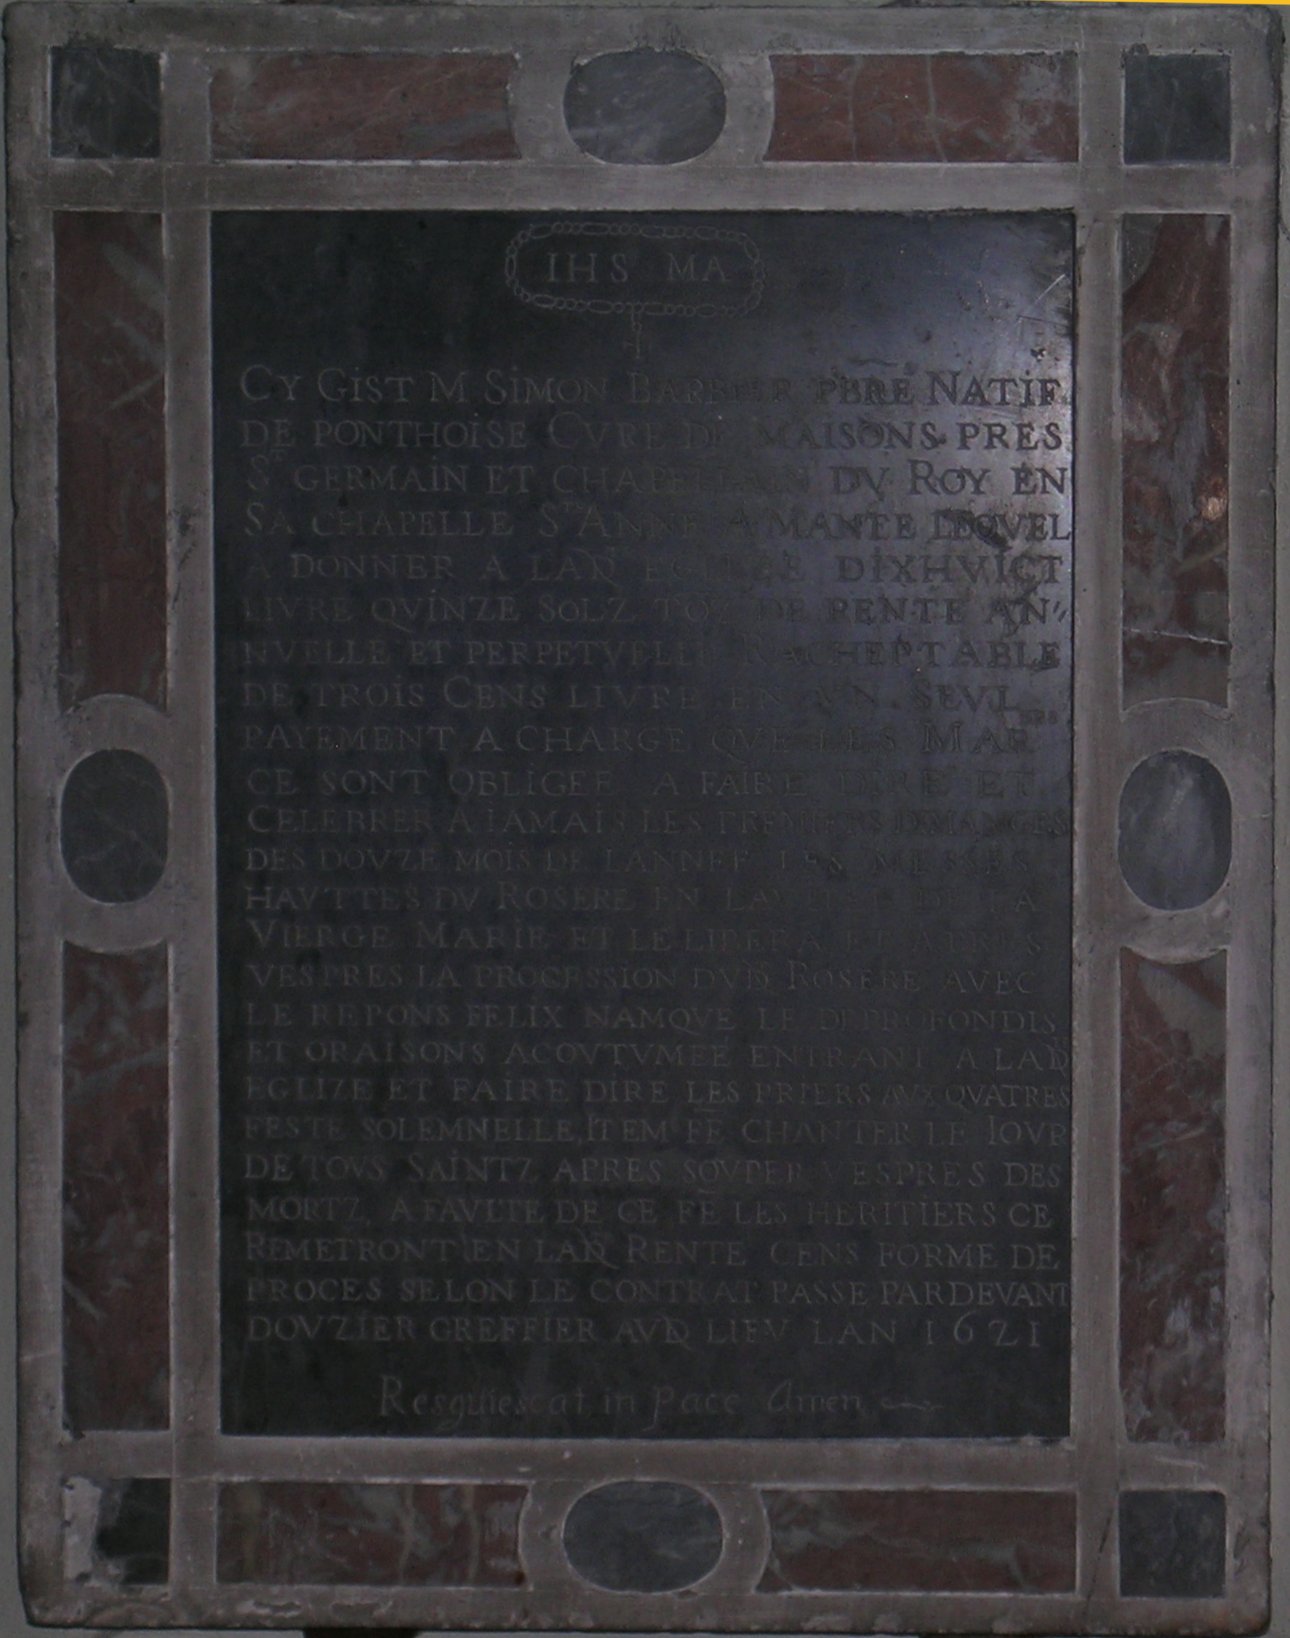 IHS MA
CY GIST M SIMON BARBIER PBRE NATIF
DE PONTHOISE CVRE DE MAISONS PRES
ST GERMAIN ET CHAPELLAIN DV ROY EN
SA CHAPELLE STE ANNE A MANTE LEQVEL
A DONNER A LAD EGLISE DIXHVICT
LIVRE QVINZE SOLZ TOZ DE RENTE AN
NVELLE ET PERPETVELLE RACHEPTABLE
DE TROIS CENS LIVRE EN VN SEVL
PAYEMENT A CHARGE QVE LES MAR
CE SONT OBLIGEE A FAIRE DIRE ET
CELEBRER A IAMAIS LES PREMIERS DIMANGES
DES DOVZE MOIS DE LANNEE LES MESSES
HAVTTES DV ROSERE EN DE LA
VIERGE MARIE ET LE LIBERA ET APRES
VESPRES LA PROCESSION DVD ROSERE AVEC
LE REPONS FELIX NAMQVE LE DEPROFONDIS
ET ORAISONS ACOVTVMEE ENTRANT A LAD
EGLIZE ET FAIRE DIRE LES PRIERS AVX QVATRES
FESTE SOLEMNELLE ITEM FE CHANTER LE IOVR
DE TOVS SAINTZ APRES SOVPER VESPRES DES
MORTZ, A FAVLTE DE CE FE LES HERITIERS CE
REMETRONT EN LAD RENTE CENS FORME DE
PROCES SELON LE CONTRAT PASSE PARDEVANT
DOVZIER GREFFIER AVD LIEV LAN 1621
Resquiescat in pace Amen